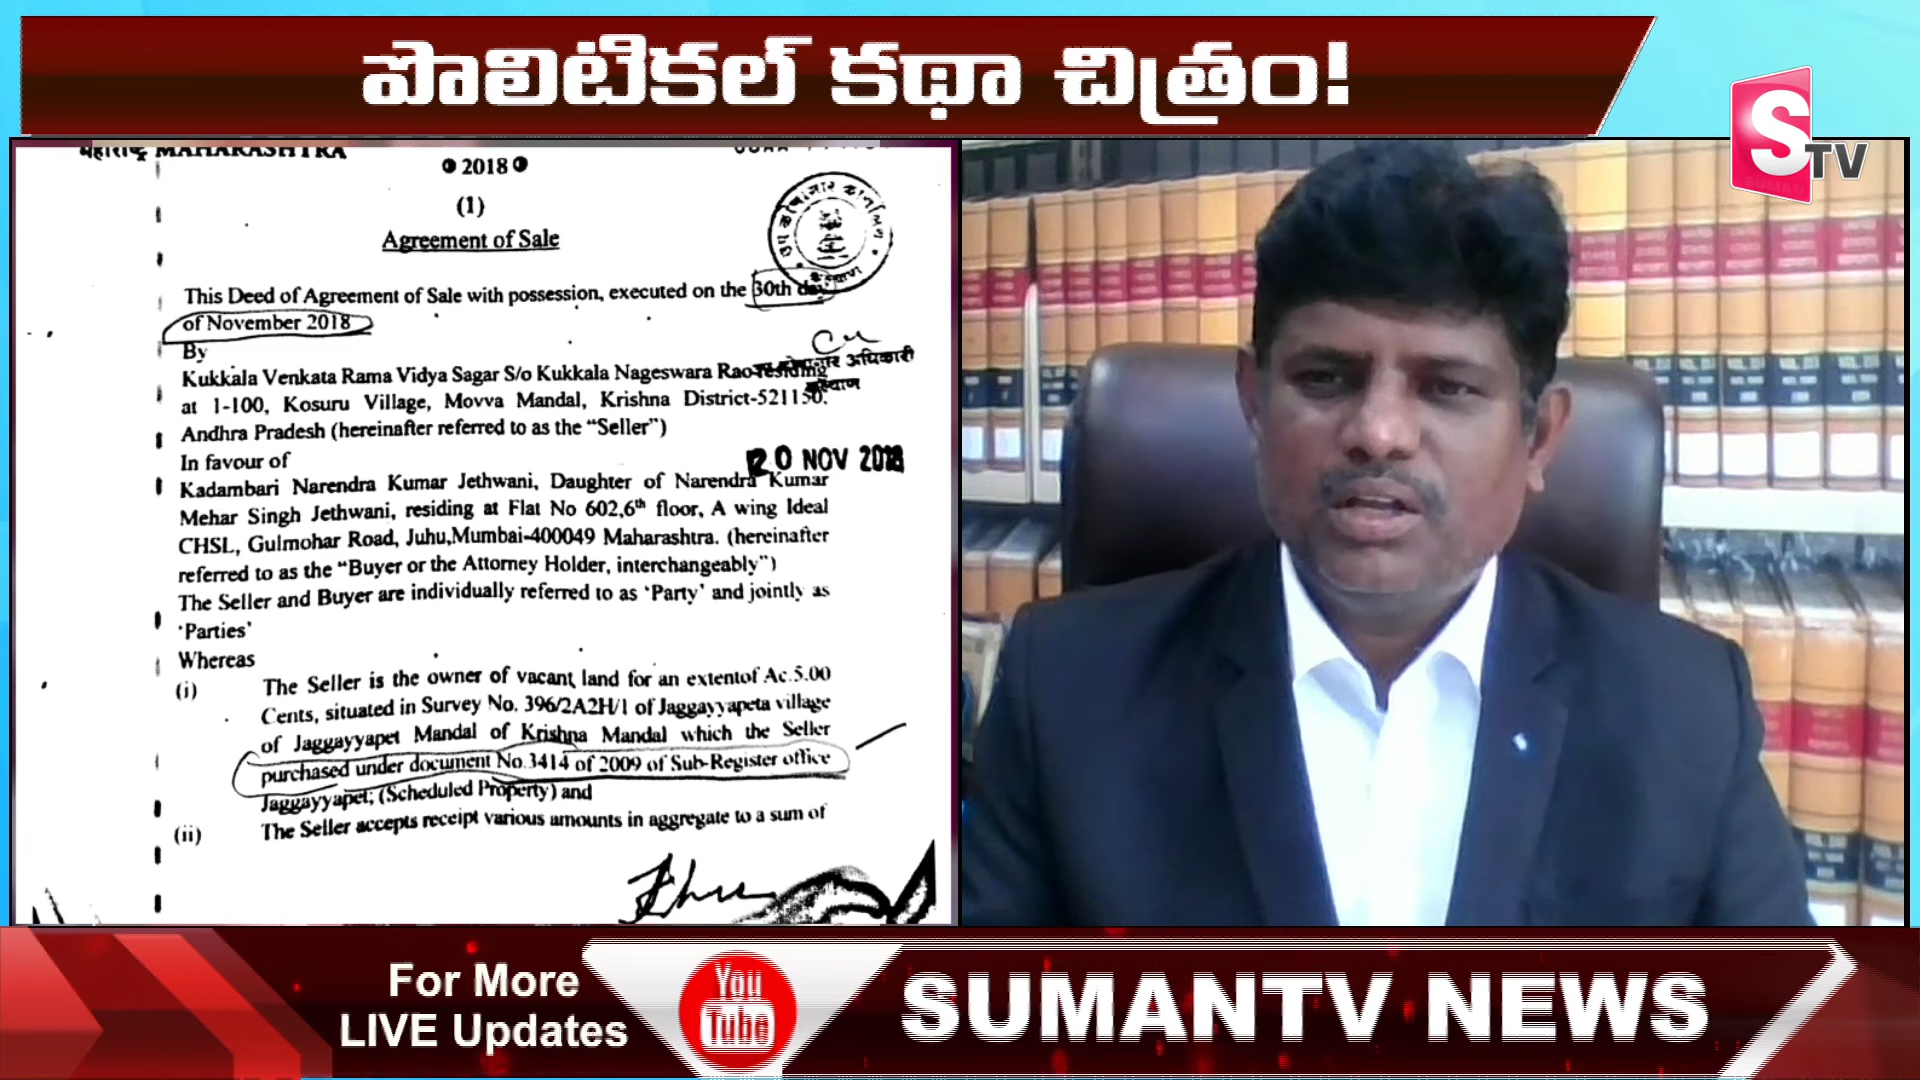 పొలిటికల్ కథా చిత్రం!
S TV
SUMAN
महाराष्ट्र MAHARASHTRA
2018
(1)
Agreement of Sale
This Deed of Agreement of Sale with possession, executed on the 30th day
of November 2018
By
Kukkala Venkata Rama Vidya Sagar S/o Kukkala Nageswara Rao residing
at 1-100, Kosuru Village, Movva Mandal, Krishna District-521150.
Andhra Pradesh (hereinafter referred to as the “Seller”)
In favour of
20 NOV 2018
Kadambari Narendra Kumar Jethwani, Daughter of Narendra Kumar
Mehar Singh Jethwani, residing at Flat No 602,6th floor, A wing Ideal
CHSL, Gulmohar Road, Juhu,Mumbai-400049 Maharashtra. (hereinafter
referred to as the “Buyer or the Attorney Holder, interchangeably”)
The Seller and Buyer are individually referred to as ‘Party’ and jointly as
‘Parties’
Whereas
(i) The Seller is the owner of vacant land for an extentof Ac.5.00
Cents, situated in Survey No. 396/2A2H/1 of Jaggayyapeta village
of Jaggayyapet Mandal of Krishna Mandal which the Seller
purchased under document No.3414 of 2009 of Sub-Register office
Jaggayyapet; (Scheduled Property) and
(ii) The Seller accepts receipt various amounts in aggregate to a sum of
For More
LIVE Updates
You
Tube
SUMANTV NEWS